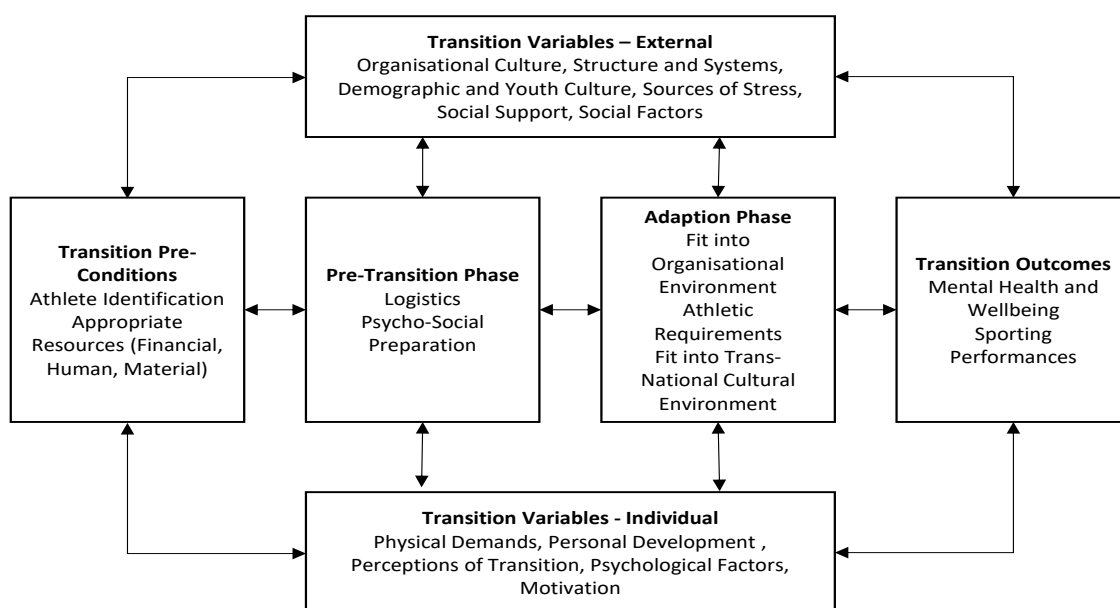 Transition Variables – External
Organisational Culture, Structure and Systems,
Demographic and Youth Culture, Sources of Stress,
Social Support, Social Factors
Transition Pre-
Conditions
Athlete Identification
Appropriate
Resources (Financial,
Human, Material)
Pre-Transition Phase
Logistics
Psycho-Social
Preparation
Adaption Phase
Fit into
Organisational
Environment
Athletic
Requirements
Fit into Trans-
National Cultural
Environment
Transition Outcomes
Mental Health and
Wellbeing
Sporting
Performances
Transition Variables - Individual
Physical Demands, Personal Development ,
Perceptions of Transition, Psychological Factors,
Motivation